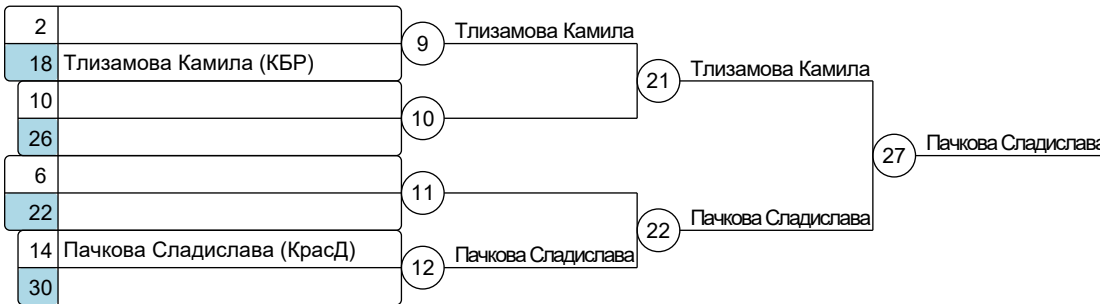 2
9
Тлизамова Камила
18 Тлизамова Камила (КБР)
21
Тлизамова Камила
10
10
26
27
Пачкова Сладислава
6
11
22
22
Пачкова Сладислава
14 Пачкова Сладислава (КрасД)
12
Пачкова Сладислава
30